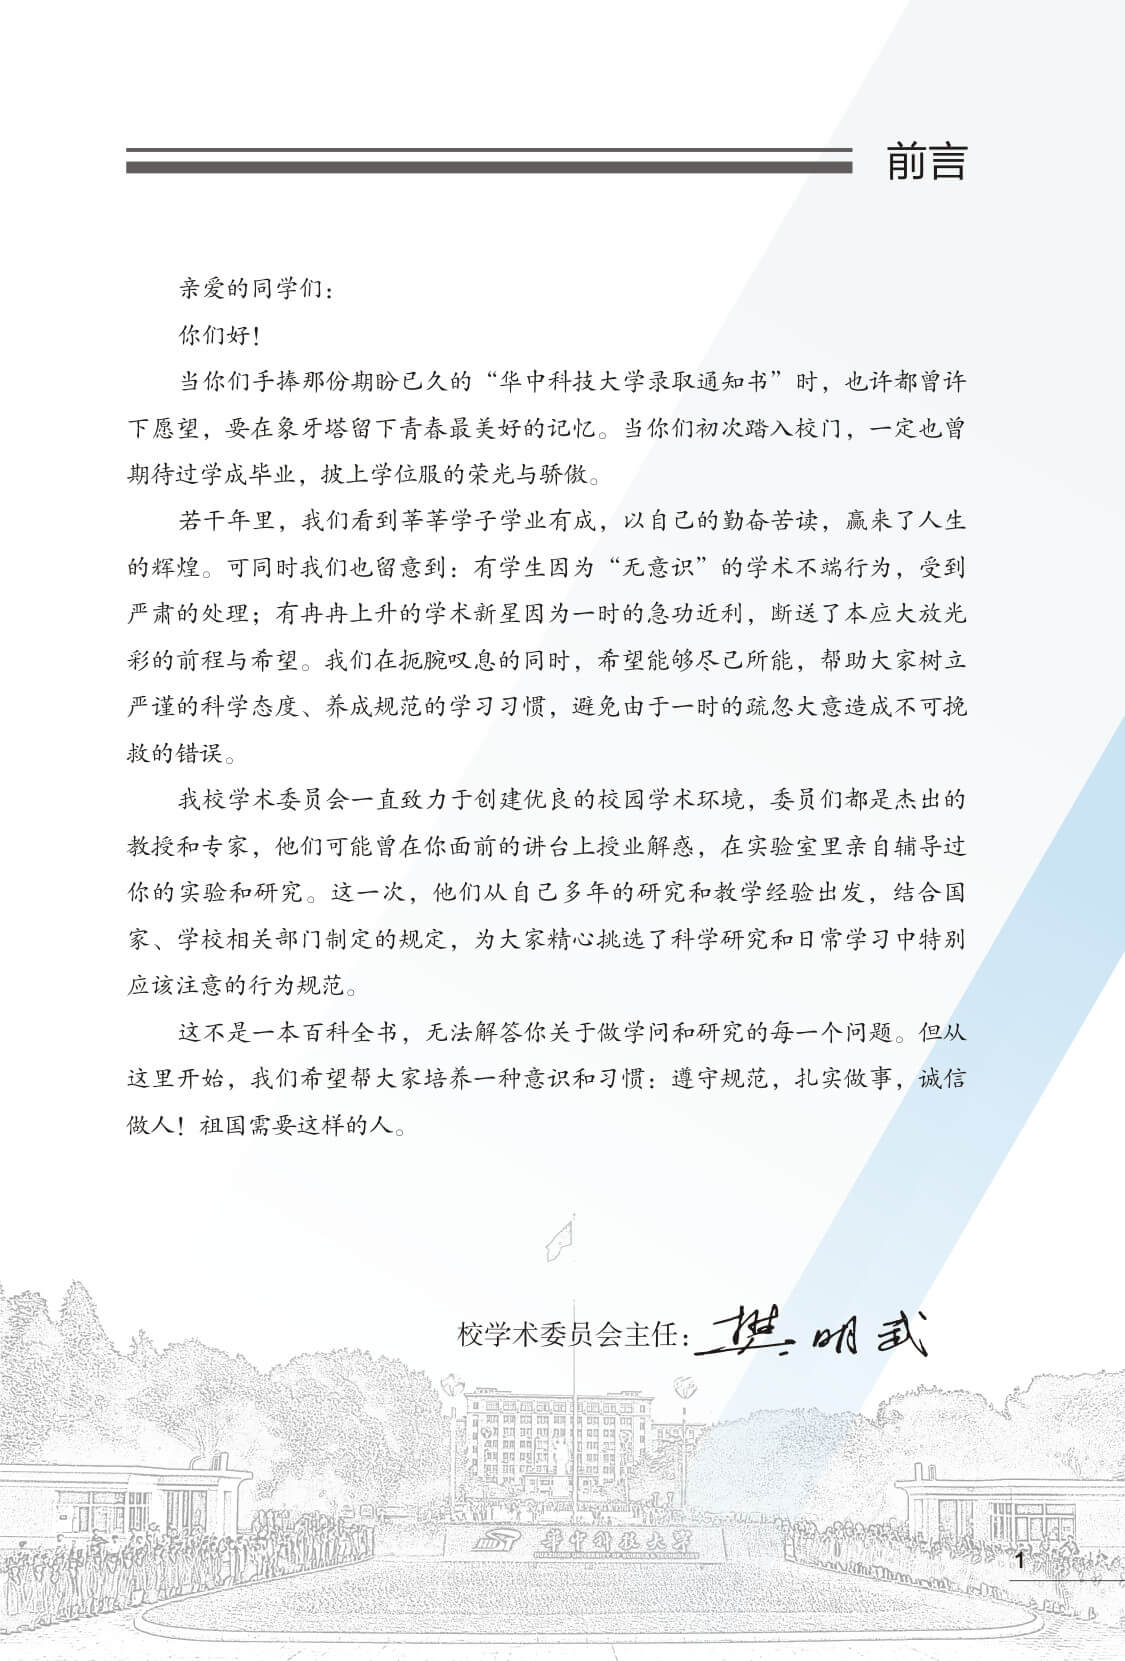 前言
亲爱的同学们：
你们好！
当你们手捧那份期盼已久的“华中科技大学录取通知书”时，也许都曾许
下愿望，要在象牙塔留下青春最美好的记忆。当你们初次踏入校门，一定也曾
期待过学成毕业，披上学位服的荣光与骄傲。
若干年里，我们看到莘莘学子学业有成，以自己的勤奋苦读，赢来了人生
的辉煌。可同时我们也留意到：有学生因为“无意识”的学术不端行为，受到
严肃的处理；有冉冉上升的学术新星因为一时的急功近利，断送了本应大放光
彩的前程与希望。我们在扼腕叹息的同时，希望能够尽己所能，帮助大家树立
严谨的科学态度、养成规范的学习习惯，避免由于一时的疏忽大意造成不可挽
救的错误。
我校学术委员会一直致力于创建优良的校园学术环境，委员们都是杰出的
教授和专家，他们可能曾在你面前的讲台上授业解惑，在实验室里亲自辅导过
你的实验和研究。这一次，他们从自己多年的研究和教学经验出发，结合国
家、学校相关部门制定的规定，为大家精心挑选了科学研究和日常学习中特别
应该注意的行为规范。
这不是一本百科全书，无法解答你关于做学问和研究的每一个问题。但从
这里开始，我们希望帮大家培养一种意识和习惯：遵守规范，扎实做事，诚信
做人！祖国需要这样的人。
校学术委员会主任：樊明武
华中科技大学
HUAZHONG UNIVERSITY OF SCIENCE & TECHNOLOGY
1